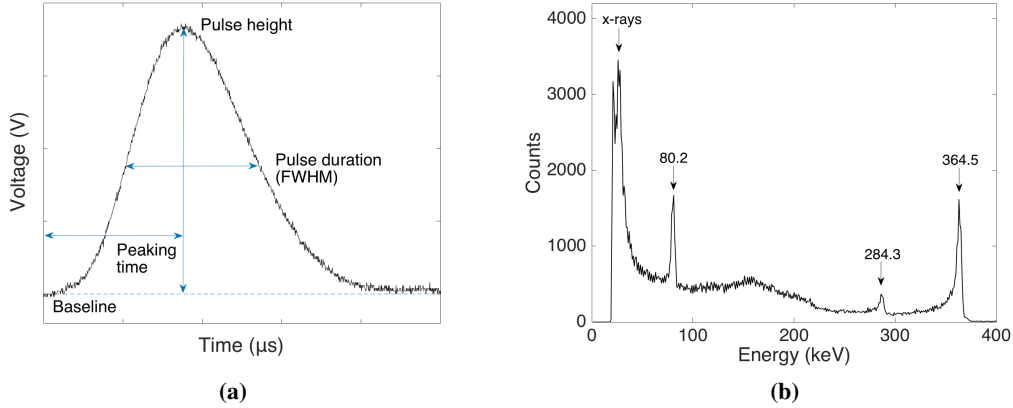 Pulse height
Pulse duration
(FWHM)
Peaking
time
Baseline
Voltage (V)
Time (μs)
(a)
x-rays
80.2
284.3
364.5
4000
3000
2000
1000
0
0
100
200
300
400
Counts
Energy (keV)
(b)